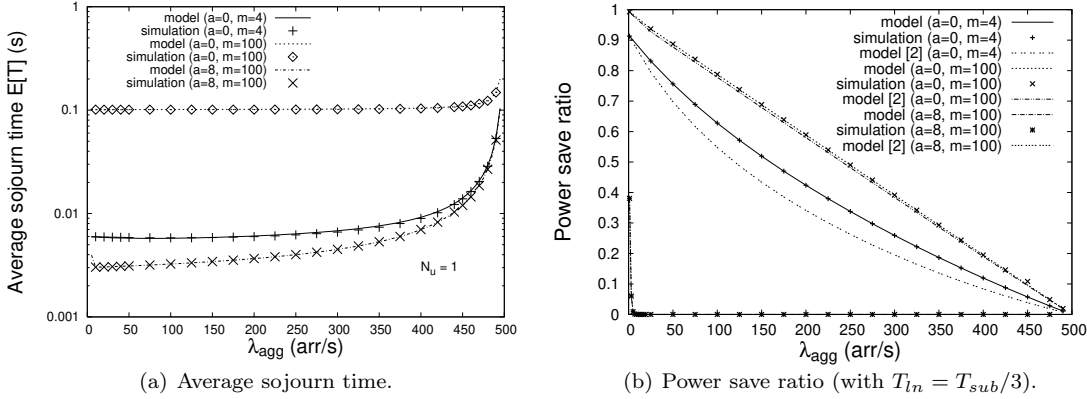 Average sojourn time E[T] (s)
1
0.1
0.01
0.001
model (a=0, m=4)
simulation (a=0, m=4)
model (a=0, m=100)
simulation (a=0, m=100)
model (a=8, m=100)
simulation (a=8, m=100)
N_u = 1
0 50 100 150 200 250 300 350 400 450 500
λ_agg (arr/s)
(a) Average sojourn time.
Power save ratio
1
0.9
0.8
0.7
0.6
0.5
0.4
0.3
0.2
0.1
0
model (a=0, m=4)
simulation (a=0, m=4)
model [2] (a=0, m=4)
model (a=0, m=100)
simulation (a=0, m=100)
model [2] (a=0, m=100)
model (a=8, m=100)
simulation (a=8, m=100)
model [2] (a=8, m=100)
0 50 100 150 200 250 300 350 400 450 500
λ_agg (arr/s)
(b) Power save ratio (with T_ln = T_sub/3).